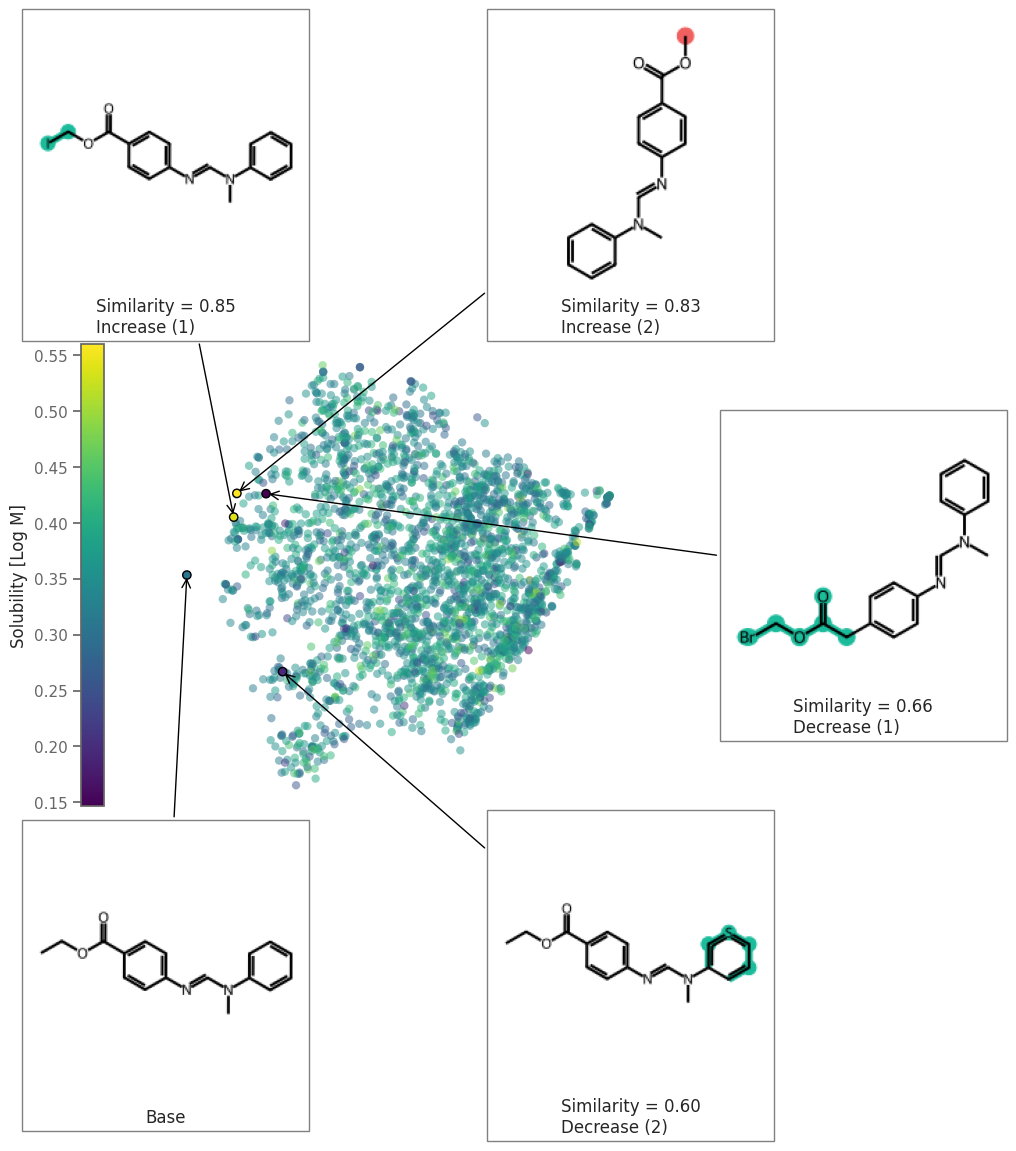 O
O
I
N
N
Similarity = 0.85
Increase (1)
O
O
N
N
Similarity = 0.83
Increase (2)
Solubility [Log M]
0.55
0.50
0.45
0.40
0.35
0.30
0.25
0.20
0.15
N
N
O
O
Br
Similarity = 0.66
Decrease (1)
O
O
N
N
Base
O
O
S
N
N
Similarity = 0.60
Decrease (2)